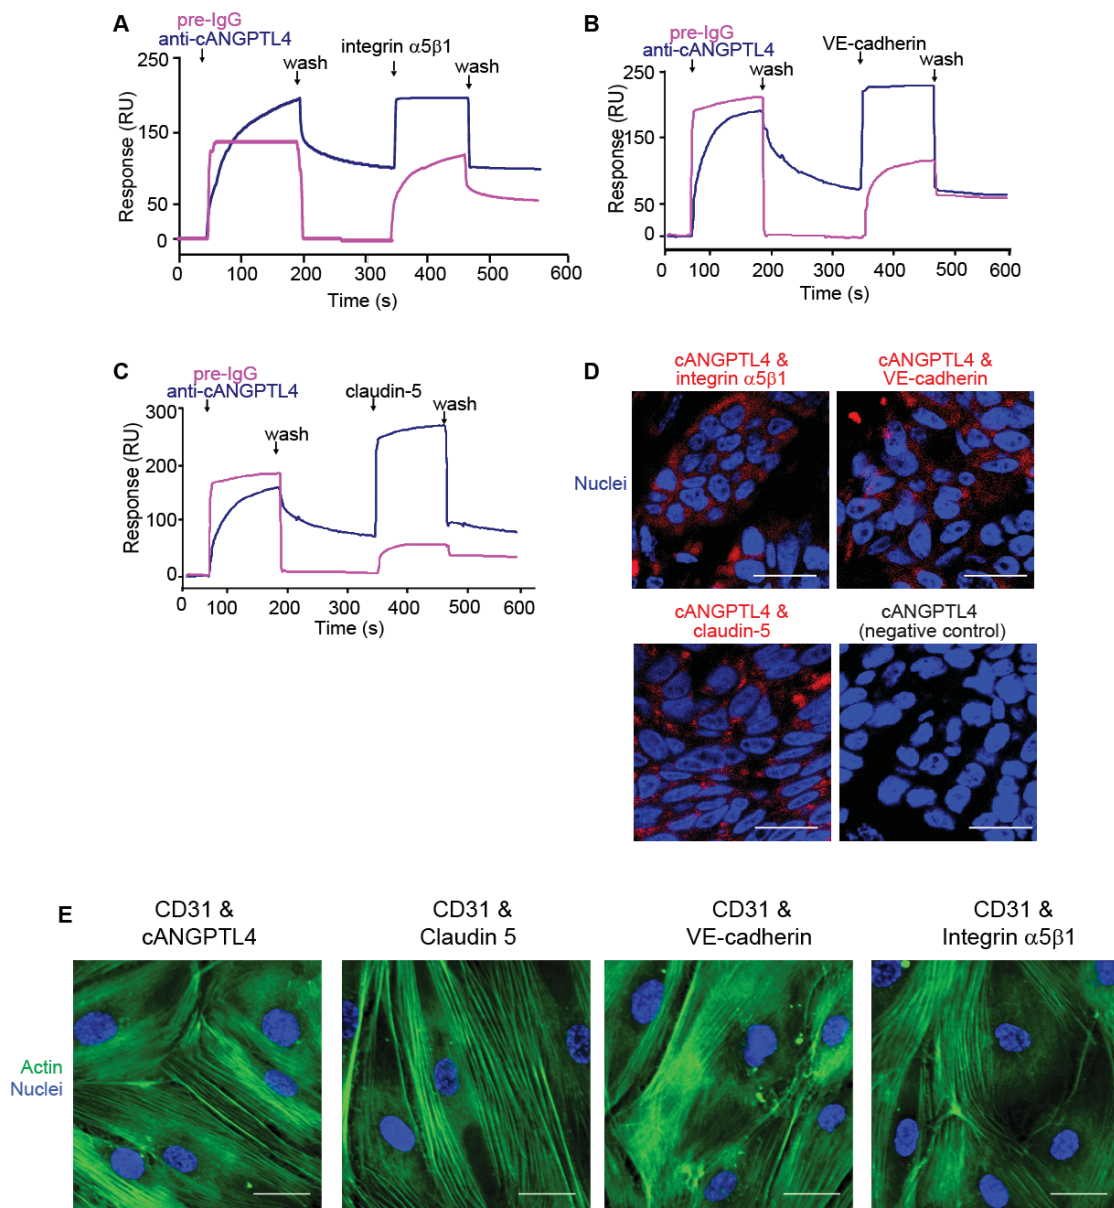 A
pre-IgG
anti-cANGPTL4
integrin α5β1
wash
wash
250
150
50
0
Response (RU)
0 100 200 300 400 500 600
Time (s)
B
pre-IgG
anti-cANGPTL4
VE-cadherin
wash
wash
250
150
50
0
Response (RU)
100 200 300 400 500 600
Time (s)
C
pre-IgG
anti-cANGPTL4
claudin-5
wash
wash
300
200
100
0
Response (RU)
0 100 200 300 400 500 600
Time (s)
D
cANGPTL4 &
integrin α5β1
cANGPTL4 &
VE-cadherin
Nuclei
cANGPTL4 &
claudin-5
cANGPTL4
(negative control)
E
CD31 &
cANGPTL4
CD31 &
Claudin 5
CD31 &
VE-cadherin
CD31 &
Integrin α5β1
Actin
Nuclei